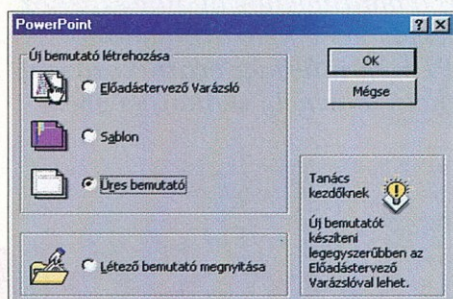 PowerPoint
Új bemutató létrehozása
Előadástervező Varázsló
Sablon
Üres bemutató
Létező bemutató megnyitása
OK
Mégse
Tanács
kezdőknek
Új bemutatót
készíteni
legegyszerűbben az
Előadástervező
Varázslóval lehet.